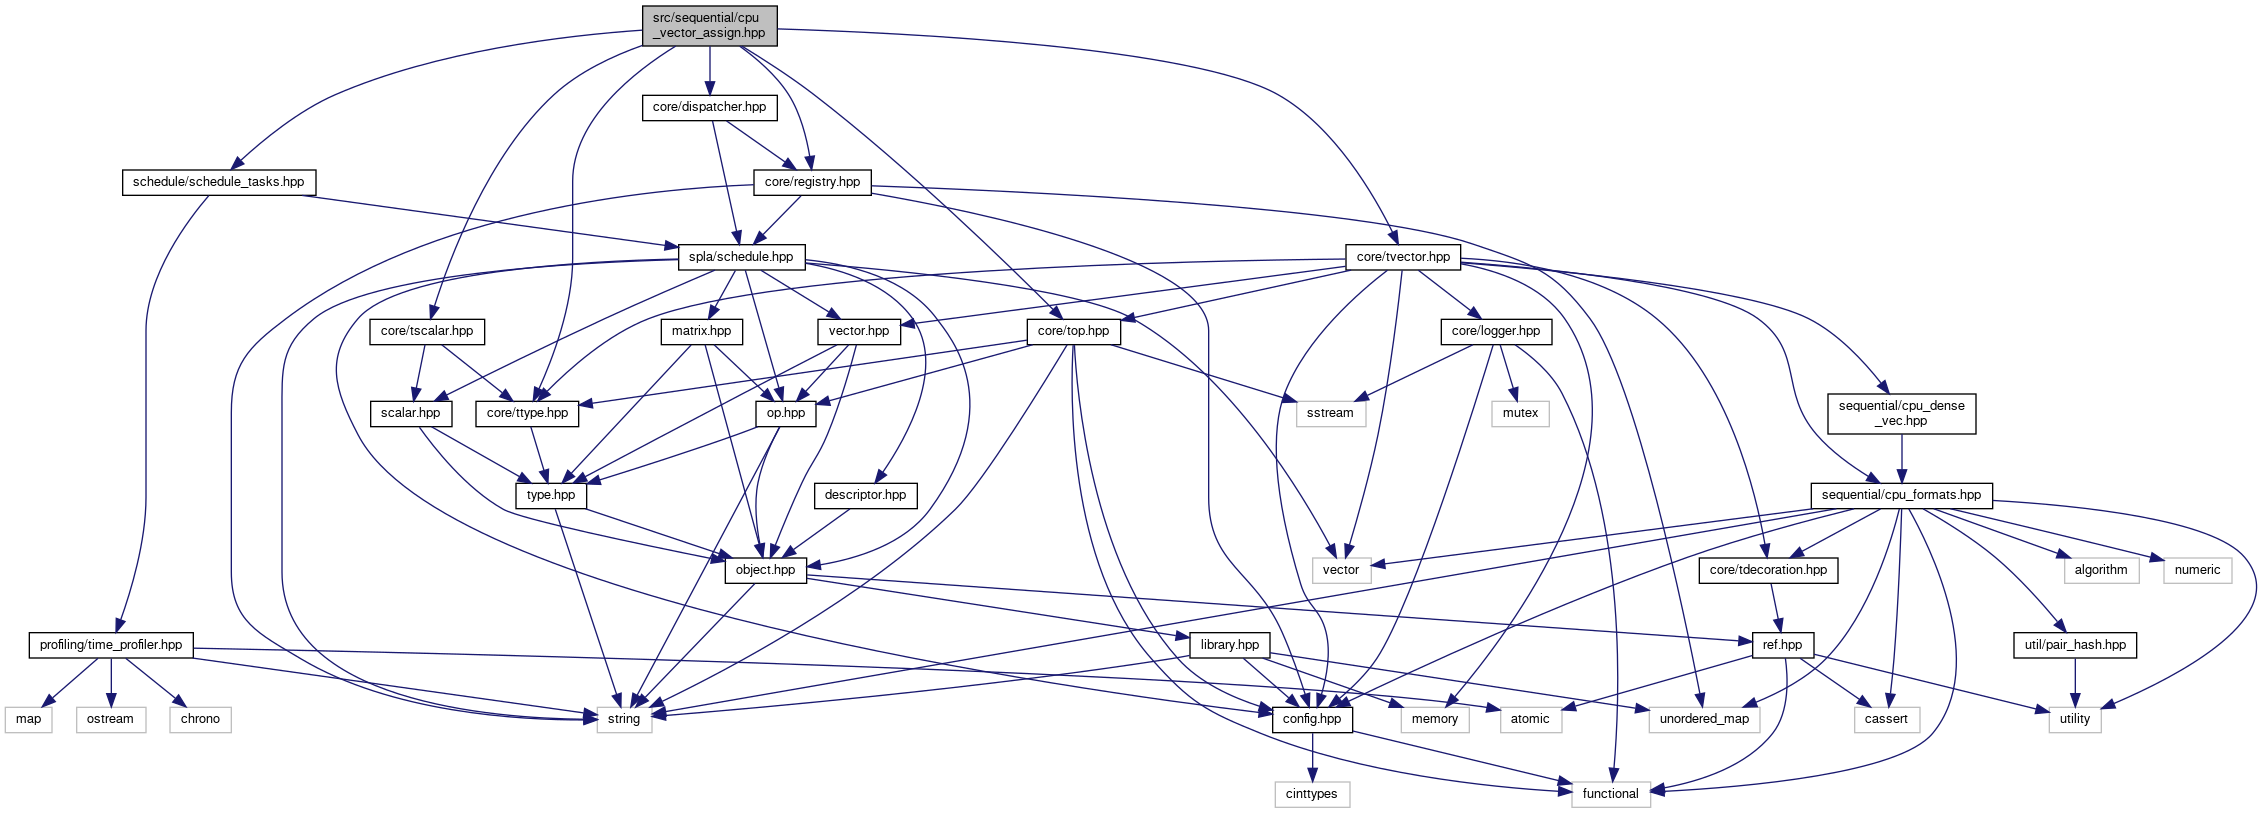 src/sequential/cpu
_vector_assign.hpp
core/dispatcher.hpp
schedule/schedule_tasks.hpp
core/registry.hpp
spla/schedule.hpp
core/tvector.hpp
core/tscalar.hpp
matrix.hpp
vector.hpp
core/top.hpp
core/logger.hpp
scalar.hpp
core/ttype.hpp
op.hpp
sstream
mutex
sequential/cpu_dense
_vec.hpp
type.hpp
descriptor.hpp
sequential/cpu_formats.hpp
object.hpp
vector
core/tdecoration.hpp
algorithm
numeric
profiling/time_profiler.hpp
library.hpp
ref.hpp
util/pair_hash.hpp
map
ostream
chrono
string
config.hpp
memory
atomic
unordered_map
cassert
utility
cinttypes
functional